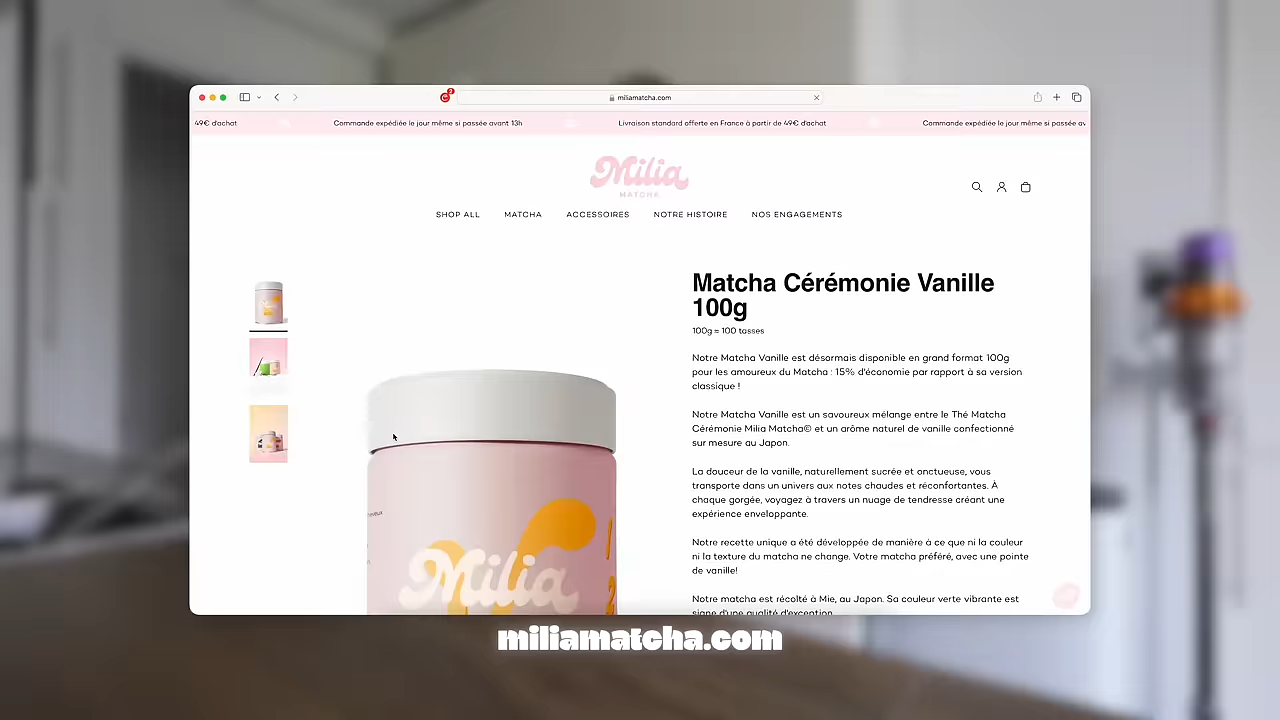 2
miliamatcha.com
49€ d'achat
Commande expédiée le jour même si passée avant 13h
Livraison standard offerte en France à partir de 49€ d'achat
Commande expédiée le jour même si passée av
Milia
MATCHA
SHOP ALL MATCHA ACCESSOIRES NOTRE HISTOIRE NOS ENGAGEMENTS
Matcha Cérémonie Vanille
100g
100g = 100 tasses
Notre Matcha Vanille est désormais disponible en grand format 100g
pour les amoureux du Matcha : 15% d'économie par rapport à sa version
classique !
Notre Matcha Vanille est un savoureux mélange entre le Thé Matcha
Cérémonie Milia Matcha© et un arôme naturel de vanille confectionné
sur mesure au Japon.
La douceur de la vanille, naturellement sucrée et onctueuse, vous
transporte dans un univers aux notes chaudes et réconfortantes. À
chaque gorgée, voyagez à travers un nuage de tendresse créant une
expérience enveloppante.
Notre recette unique a été développée de manière à ce que ni la couleur
ni la texture du matcha ne change. Votre matcha préféré, avec une pointe
de vanille!
Notre matcha est récolté à Mie, au Japon. Sa couleur verte vibrante est
signe d'une qualité d'exception
Milia
miliamatcha.com